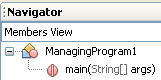 Navigator
Members View
ManagingProgram1
main(String[] args)